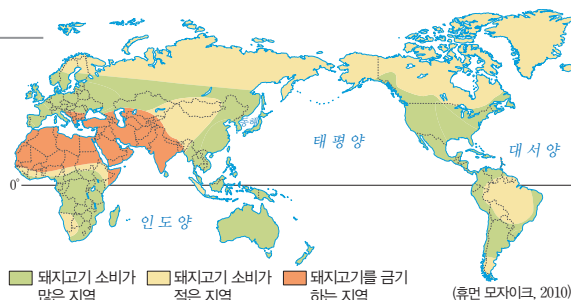 동해
태평양
대서양
0°
인도양
돼지고기 소비가 많은 지역
돼지고기 소비가 적은 지역
돼지고기를 금기 하는 지역
(휴먼 모자이크, 2010)